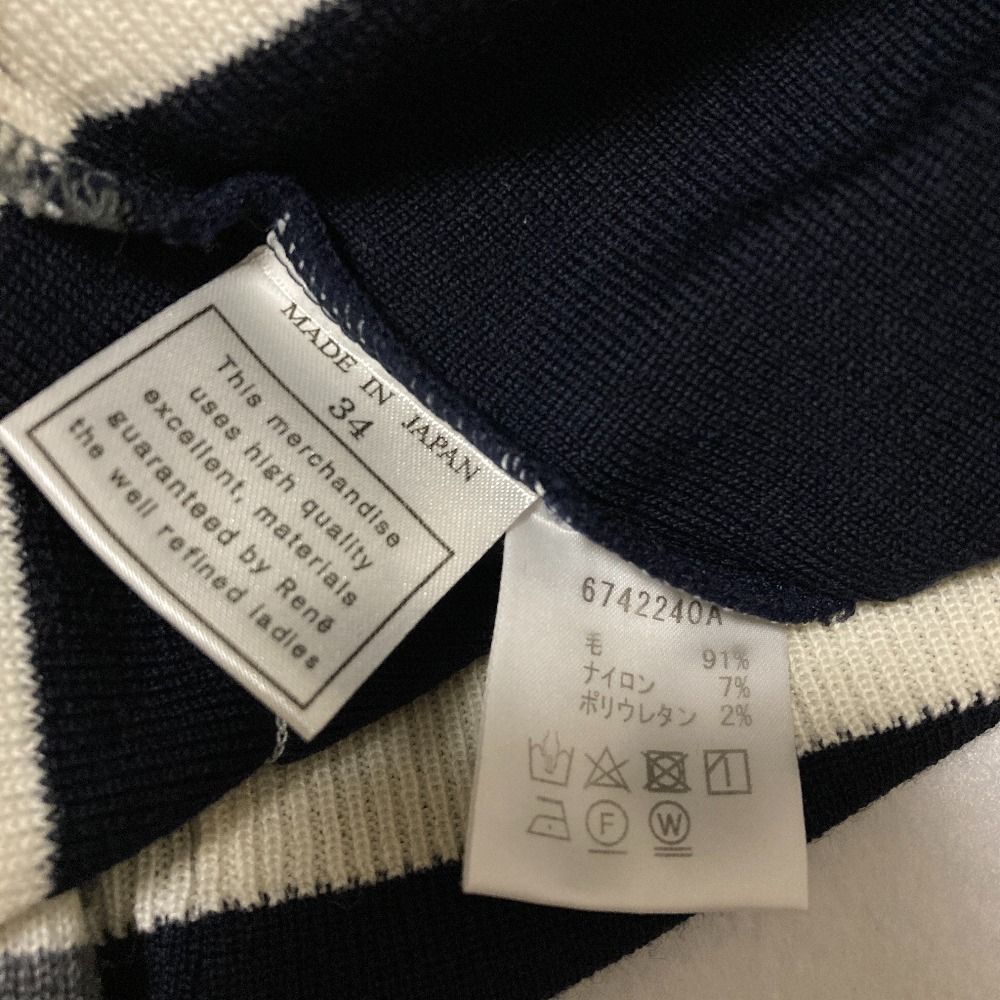 MADE IN JAPAN
34
This merchandise
uses high quality
excellent, materials
guaranteed by René
the well refined ladies
6742240A
毛 91%
ナイロン 7%
ポリウレタン 2%
F W